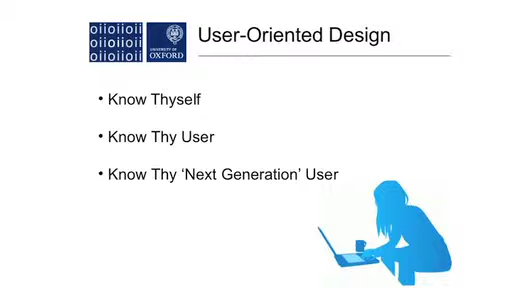 oiioiioii
oiioiioii
oiioiioii
UNIVERSITY OF
OXFORD
User-Oriented Design
• Know Thyself
• Know Thy User
• Know Thy ‘Next Generation’ User